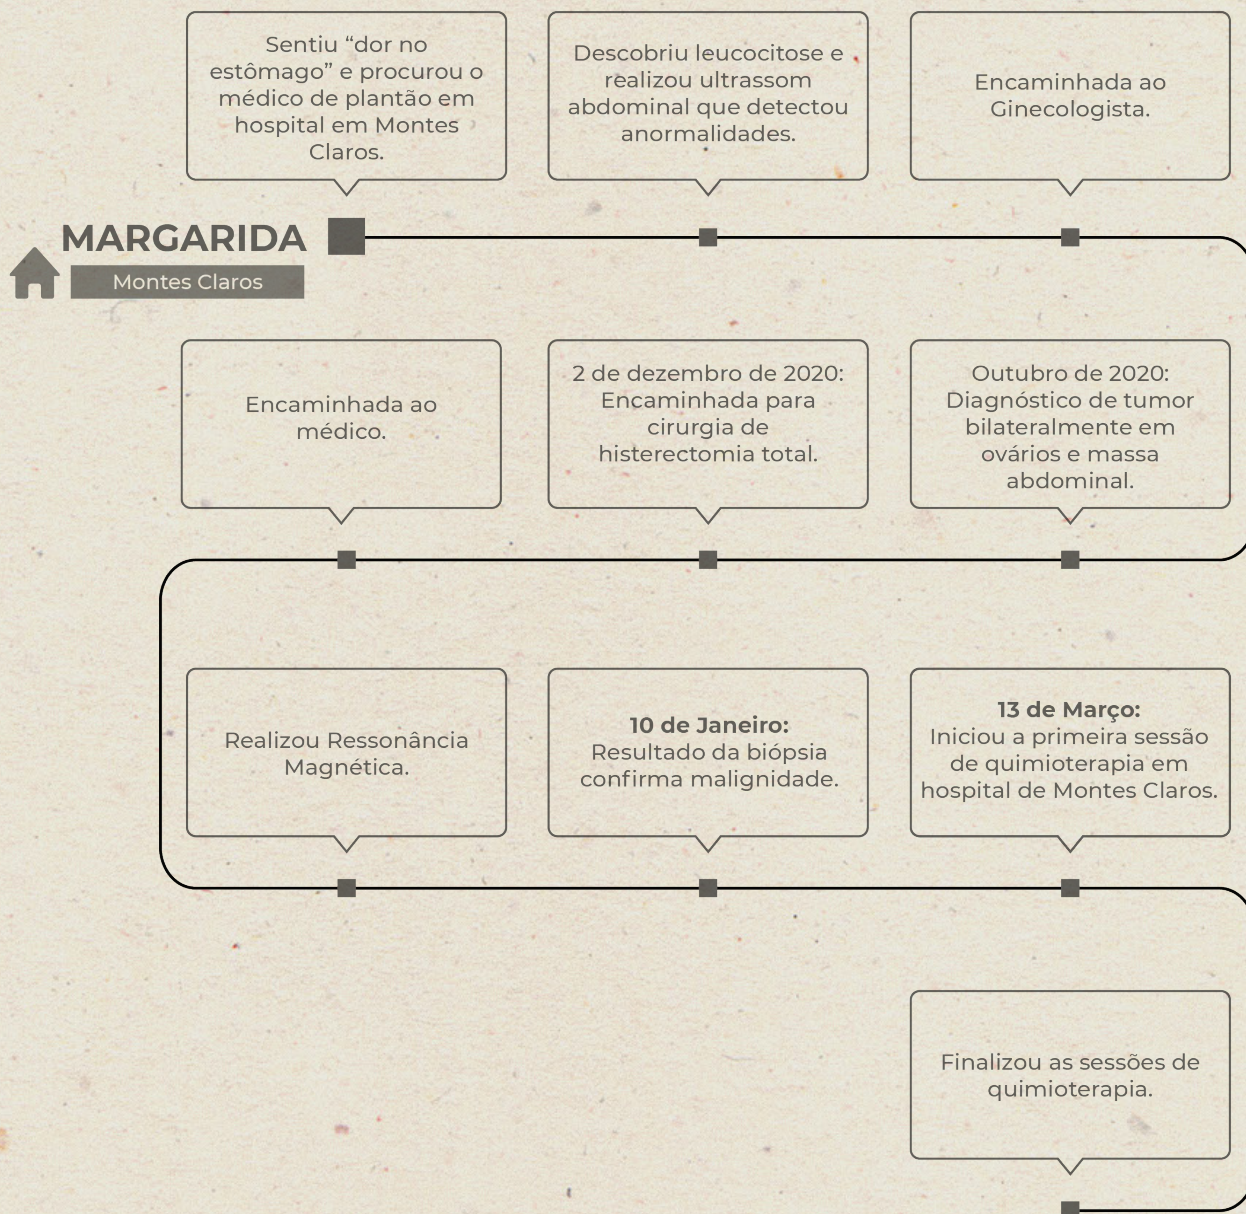 Sentiu “dor no
estômago” e procurou o
médico de plantão em
hospital em Montes
Claros.
Descobriu leucocitose e
realizou ultrassom
abdominal que detectou
anormalidades.
Encaminhada ao
Ginecologista.
MARGARIDA
Montes Claros
Encaminhada ao
médico.
2 de dezembro de 2020:
Encaminhada para
cirurgia de
histerectomia total.
Outubro de 2020:
Diagnóstico de tumor
bilateralmente em
ovários e massa
abdominal.
Realizou Ressonância
Magnética.
10 de Janeiro:
Resultado da biópsia
confirma malignidade.
13 de Março:
Iniciou a primeira sessão
de quimioterapia em
hospital de Montes Claros.
Finalizou as sessões de
quimioterapia.